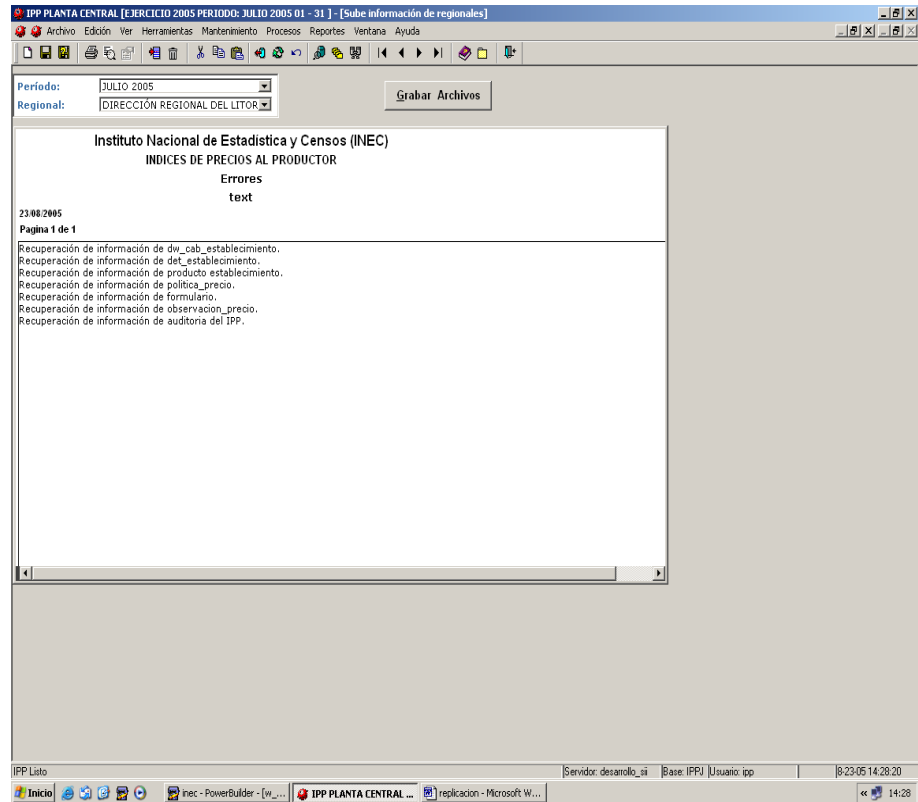 IPP PLANTA CENTRAL [EJERCICIO 2005 PERIODO: JULIO 2005 01 - 31 ] - [Sube información de regionales]
Archivo Edición Ver Herramientas Mantenimiento Procesos Reportes Ventana Ayuda
Período: JULIO 2005
Regional: DIRECCIÓN REGIONAL DEL LITOR
Grabar Archivos
Instituto Nacional de Estadística y Censos (INEC)
INDICES DE PRECIOS AL PRODUCTOR
Errores
text
23/08/2005
Pagina 1 de 1
Recuperación de información de dw_cab_establecimiento.
Recuperación de información de det_establecimiento.
Recuperación de información de producto establecimiento.
Recuperación de información de politica_precio.
Recuperación de información de formulario.
Recuperación de información de observacion_precio.
Recuperación de información de auditoria del IPP.
IPP Listo Servidor: desarrollo_sii Base: IPPJ Usuario: ipp 8-23-05 14:28:20
Inicio inec - PowerBuilder - [w_... IPP PLANTA CENTRAL ... replicacion - Microsoft W... « 14:28